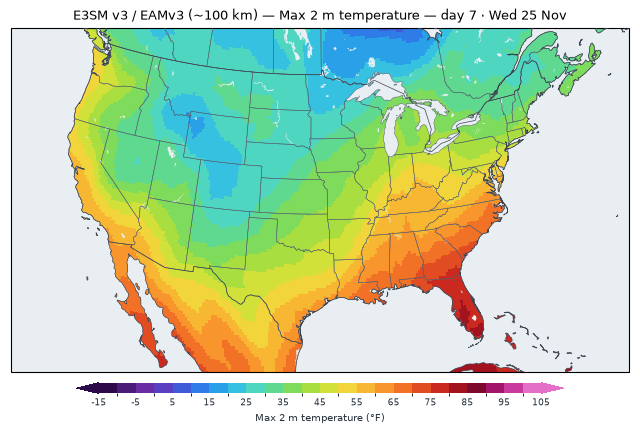 E3SM v3 / EAMv3 (~100 km) — Max 2 m temperature — day 7 · Wed 25 Nov
-15 -5 5 15 25 35 45 55 65 75 85 95 105
Max 2 m temperature (°F)